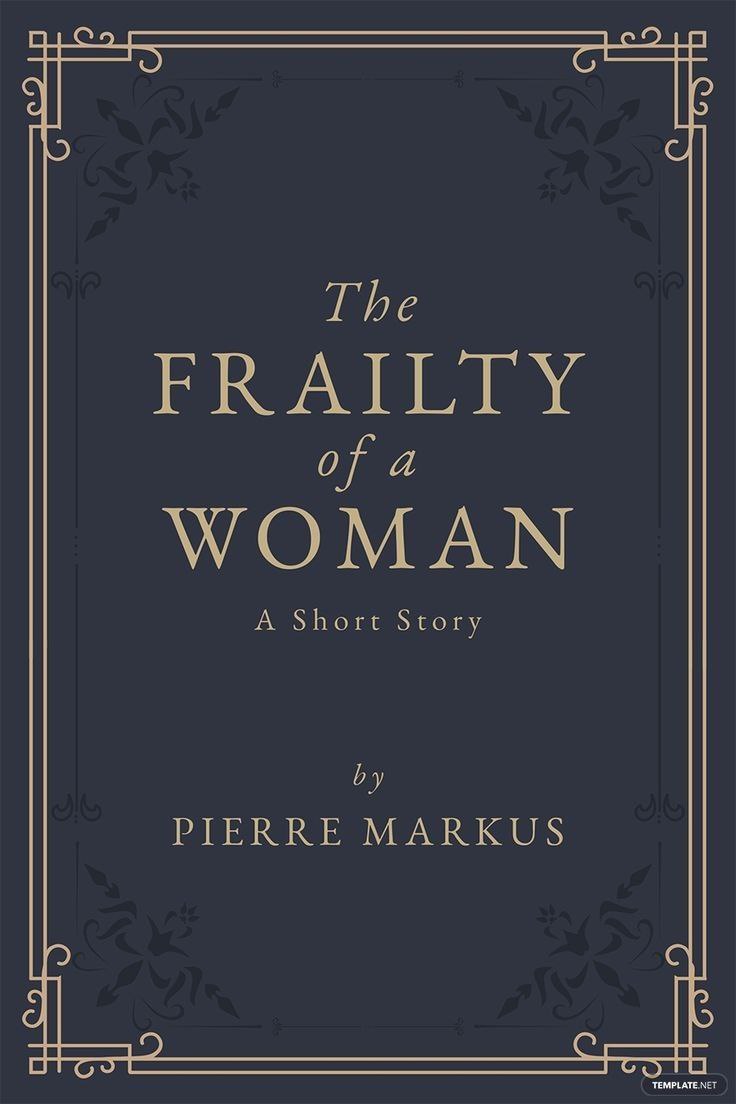 The
FRAILTY
of a
WOMAN
A Short Story
by
PIERRE MARKUS
TEMPLATE.NET